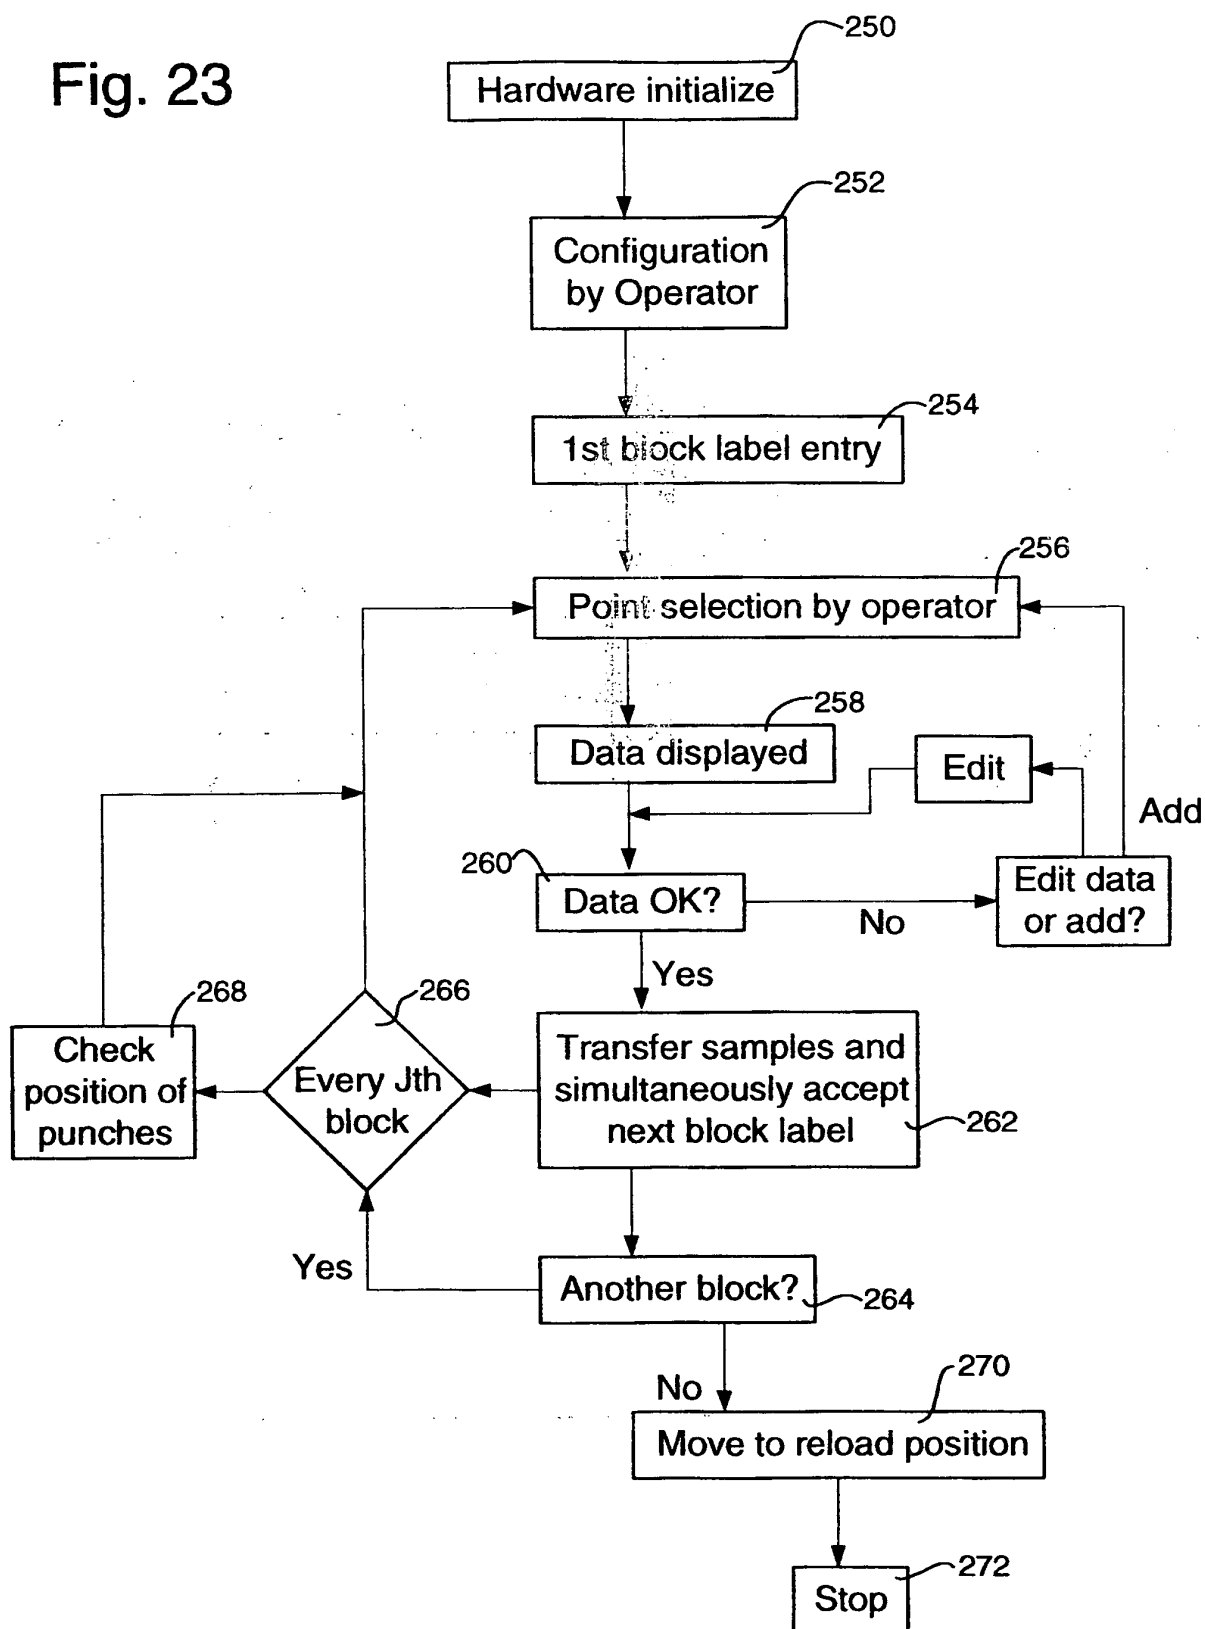 Fig. 23
250
Hardware initialize
252
Configuration
by Operator
254
1st block label entry
256
Point selection by operator
258
Data displayed
Edit
Add
260
Data OK?
No
Edit data
or add?
Yes
268
266
Check
position of
punches
Every Jth
block
Transfer samples and
simultaneously accept
next block label
262
Yes
Another block?
264
No
270
Move to reload position
272
Stop